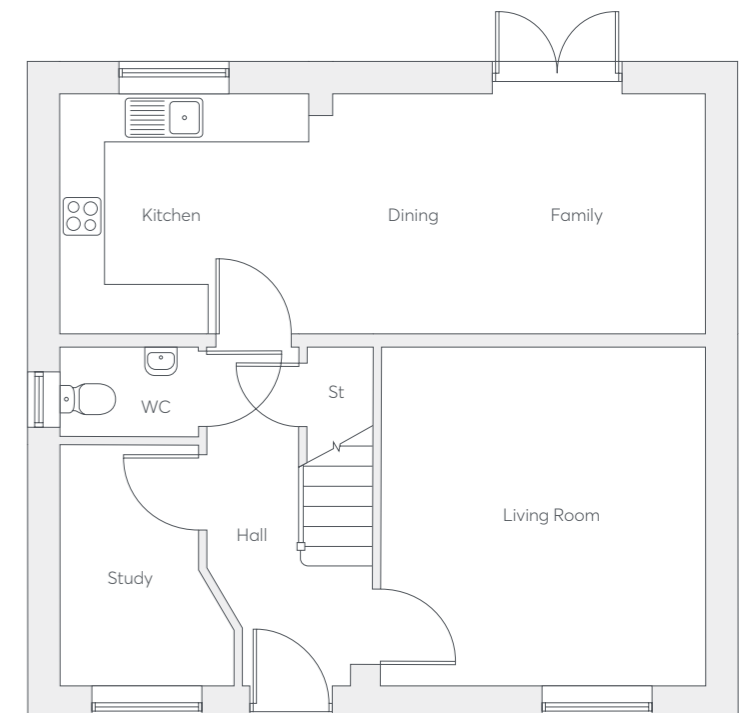 Kitchen
Dining
Family
St
WC
Living Room
Hall
Study